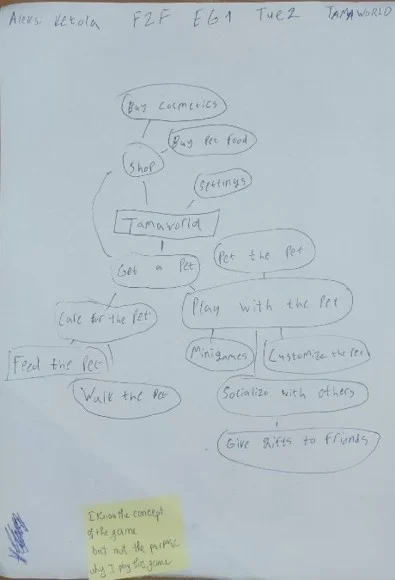 Aleksi Ketola F2F EG1 Tue2 TAMAWORLD
Buy Cosmetics
Buy Pet Food
Shop
Settings
Tamaworld
Get a Pet
Pet the Pet
Play with the Pet
Care for the Pet
Minigames
Customize the Pet
Feed the Pet
Walk the Pet
Socialize with others
Give gifts to friends
I know the concept
of the game
but not the purpose
why I play this game